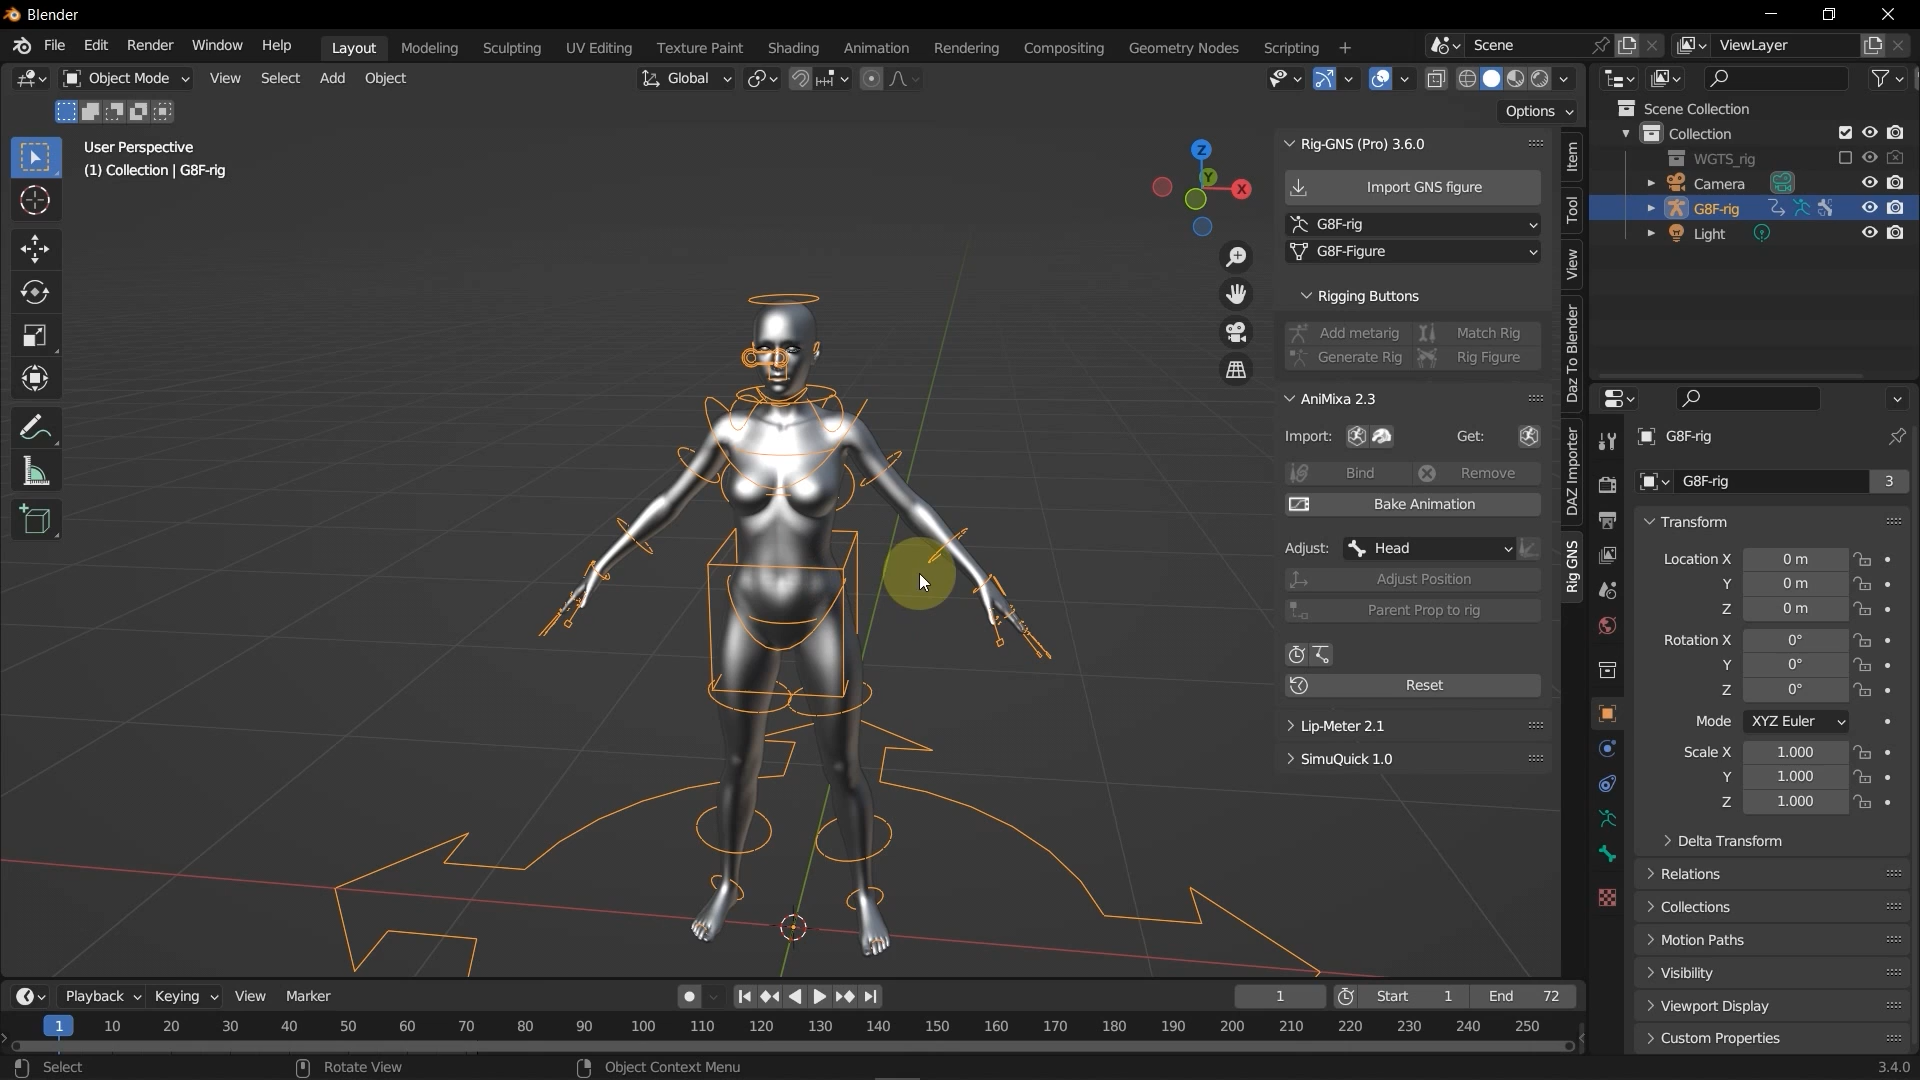 Blender
File Edit Render Window Help
Layout Modeling Sculpting UV Editing Texture Paint Shading Animation Rendering Compositing Geometry Nodes Scripting +
Scene
ViewLayer
Object Mode View Select Add Object
Global
Options
User Perspective
(1) Collection | G8F-rig
Z
Y
X
Rig-GNS (Pro) 3.6.0
Import GNS figure
G8F-rig
G8F-Figure
Rigging Buttons
Add metarig Match Rig
Generate Rig Rig Figure
AniMixa 2.3
Import: Get:
Bind Remove
Bake Animation
Adjust: Head
Adjust Position
Parent Prop to rig
Reset
Lip-Meter 2.1
SimuQuick 1.0
Item
Tool
View
Daz To Blender
DAZ Importer
Rig GNS
Scene Collection
Collection
WGTS_rig
Camera
G8F-rig
Light
G8F-rig
G8F-rig 3
Transform
Location X 0 m
Y 0 m
Z 0 m
Rotation X 0°
Y 0°
Z 0°
Mode XYZ Euler
Scale X 1.000
Y 1.000
Z 1.000
Delta Transform
Relations
Collections
Motion Paths
Visibility
Viewport Display
Custom Properties
Playback Keying View Marker
1 Start 1 End 72
1 10 20 30 40 50 60 70 80 90 100 110 120 130 140 150 160 170 180 190 200 210 220 230 240 250
Select Rotate View Object Context Menu
3.4.0